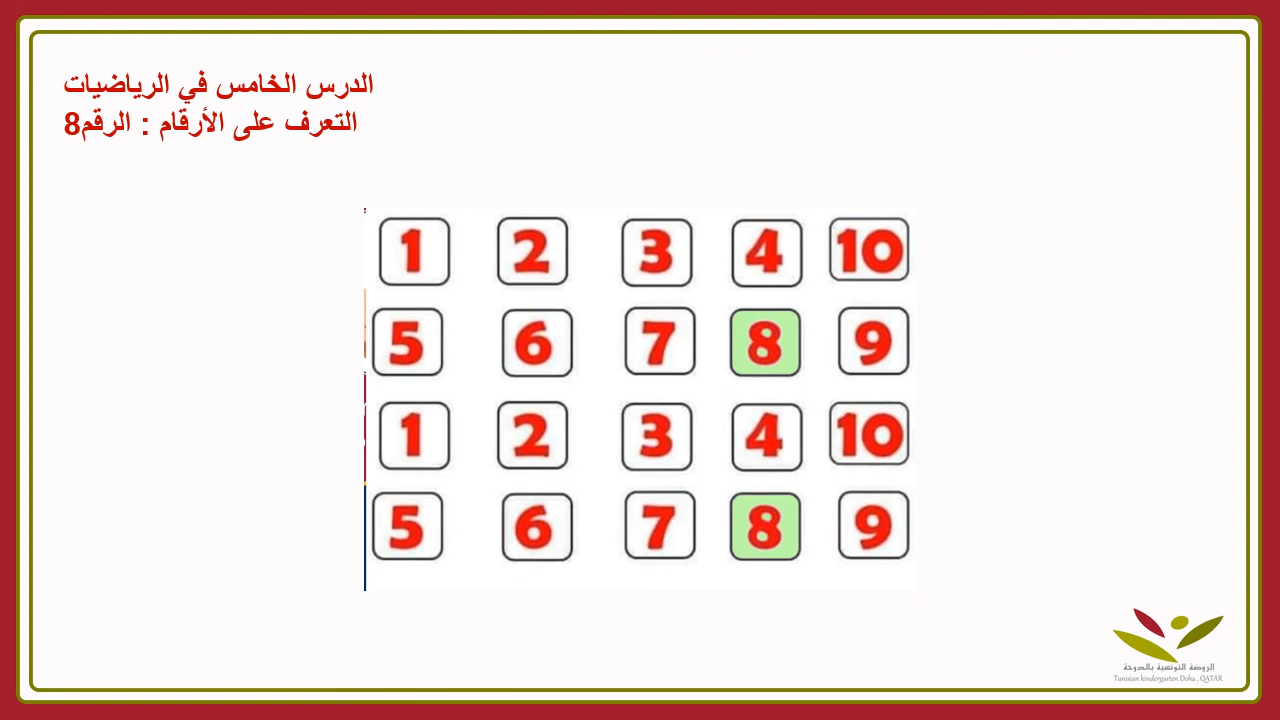 الدرس الخامس في الرياضيات
التعرف على الأرقام : الرقم8
1 2 3 4 10
5 6 7 8 9
1 2 3 4 10
5 6 7 8 9
الروضة التونسية بالدوحة
Tunisian kindergarten Doha , QATAR